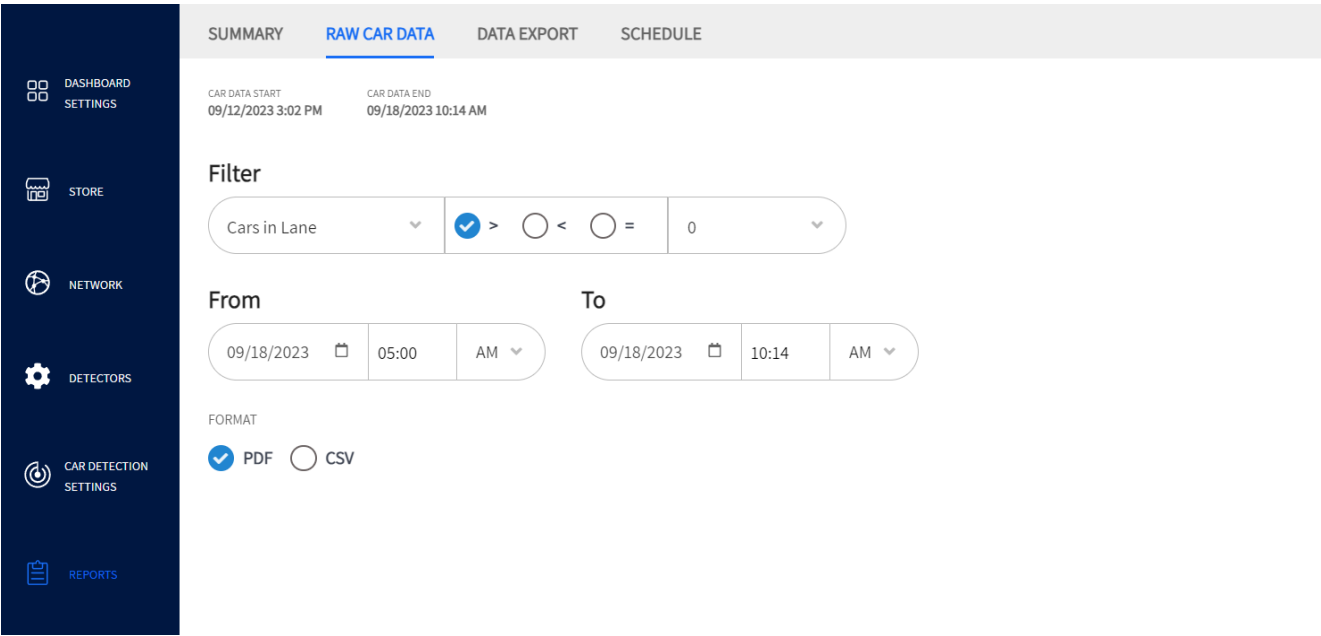 SUMMARY RAW CAR DATA DATA EXPORT SCHEDULE
DASHBOARD
SETTINGS
STORE
NETWORK
DETECTORS
CAR DETECTION
SETTINGS
REPORTS
CAR DATA START CAR DATA END
09/12/2023 3:02 PM 09/18/2023 10:14 AM
Filter
Cars in Lane > < = 0
From To
09/18/2023 05:00 AM 09/18/2023 10:14 AM
FORMAT
PDF CSV